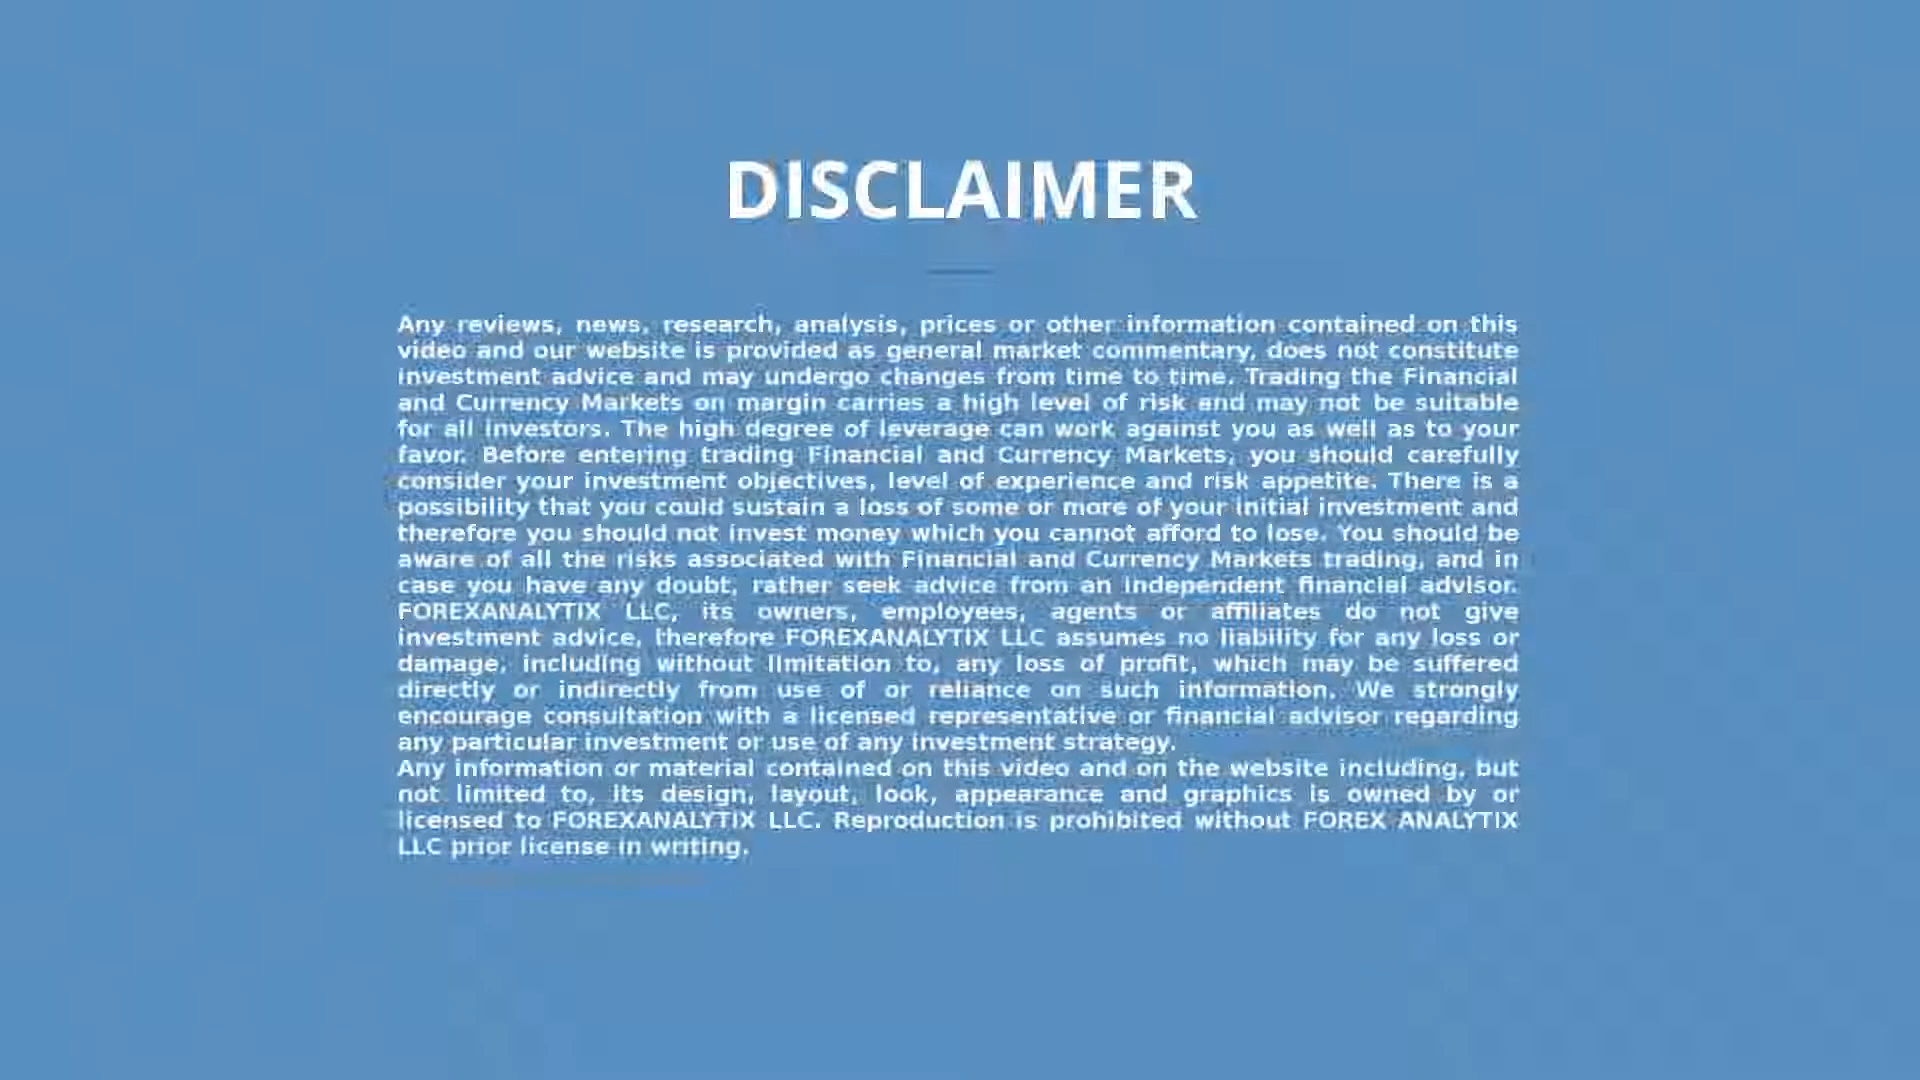 DISCLAIMER
Any reviews, news, research, analysis, prices or other information contained on this
video and our website is provided as general market commentary, does not constitute
investment advice and may undergo changes from time to time. Trading the Financial
and Currency Markets on margin carries a high level of risk and may not be suitable
for all investors. The high degree of leverage can work against you as well as to your
favor. Before entering trading Financial and Currency Markets, you should carefully
consider your investment objectives, level of experience and risk appetite. There is a
possibility that you could sustain a loss of some or more of your initial investment and
therefore you should not invest money which you cannot afford to lose. You should be
aware of all the risks associated with Financial and Currency Markets trading, and in
case you have any doubt, rather seek advice from an independent financial advisor.
FOREXANALYTIX LLC, its owners, employees, agents or affiliates do not give
investment advice, therefore FOREXANALYTIX LLC assumes no liability for any loss or
damage, including without limitation to, any loss of profit, which may be suffered
directly or indirectly from use of or reliance on such information. We strongly
encourage consultation with a licensed representative or financial advisor regarding
any particular investment or use of any investment strategy.
Any information or material contained on this video and on the website including, but
not limited to, its design, layout, look, appearance and graphics is owned by or
licensed to FOREXANALYTIX LLC. Reproduction is prohibited without FOREX ANALYTIX
LLC prior license in writing.